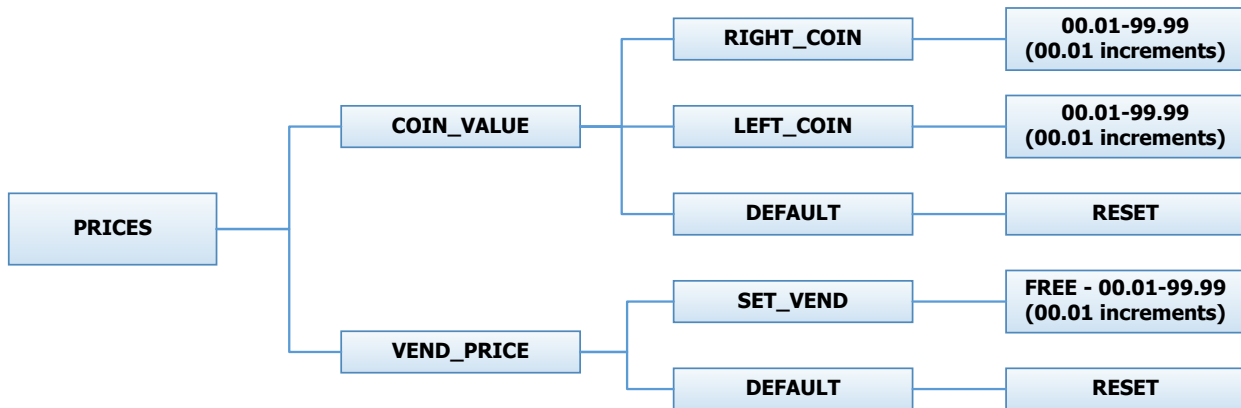 RIGHT_COIN
00.01-99.99
(00.01 increments)
COIN_VALUE
LEFT_COIN
00.01-99.99
(00.01 increments)
PRICES
DEFAULT
RESET
SET_VEND
FREE - 00.01-99.99
(00.01 increments)
VEND_PRICE
DEFAULT
RESET